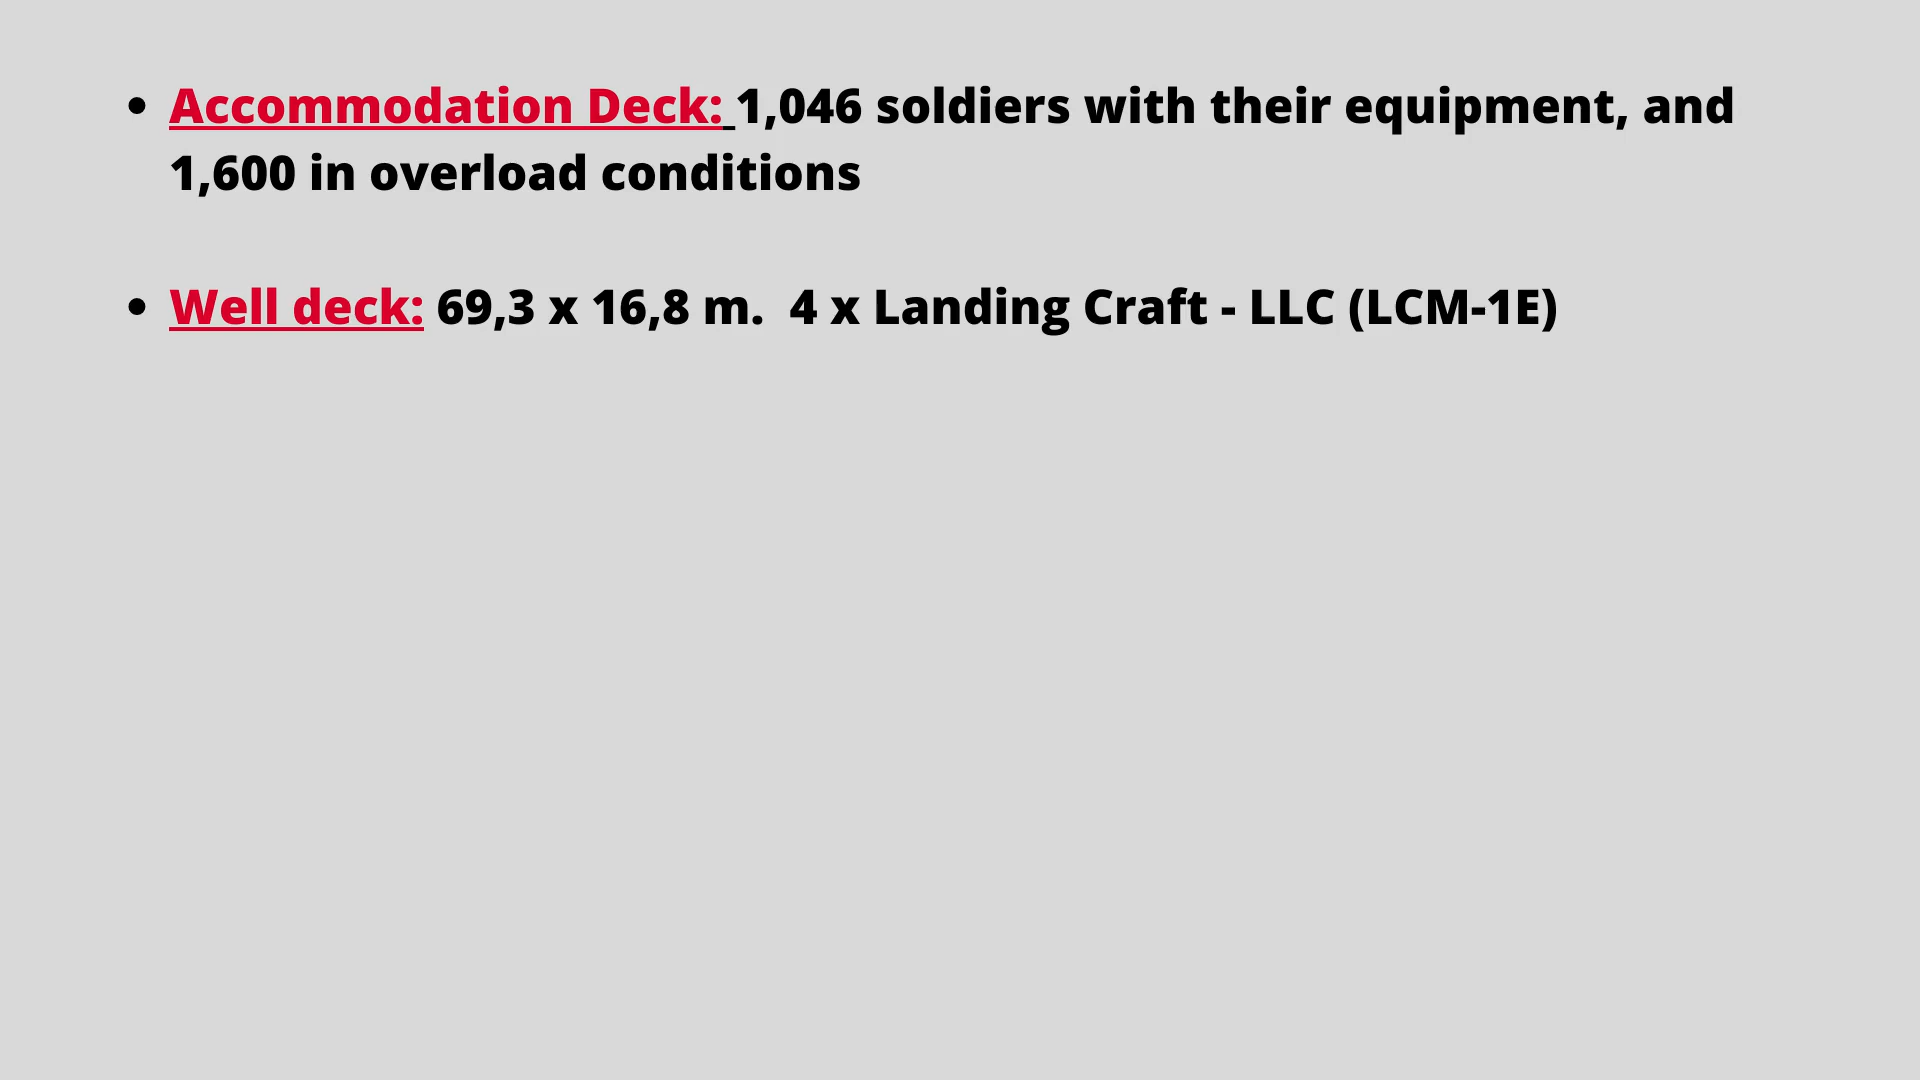 • Accommodation Deck: 1,046 soldiers with their equipment, and
1,600 in overload conditions
• Well deck: 69,3 x 16,8 m.  4 x Landing Craft - LLC (LCM-1E)